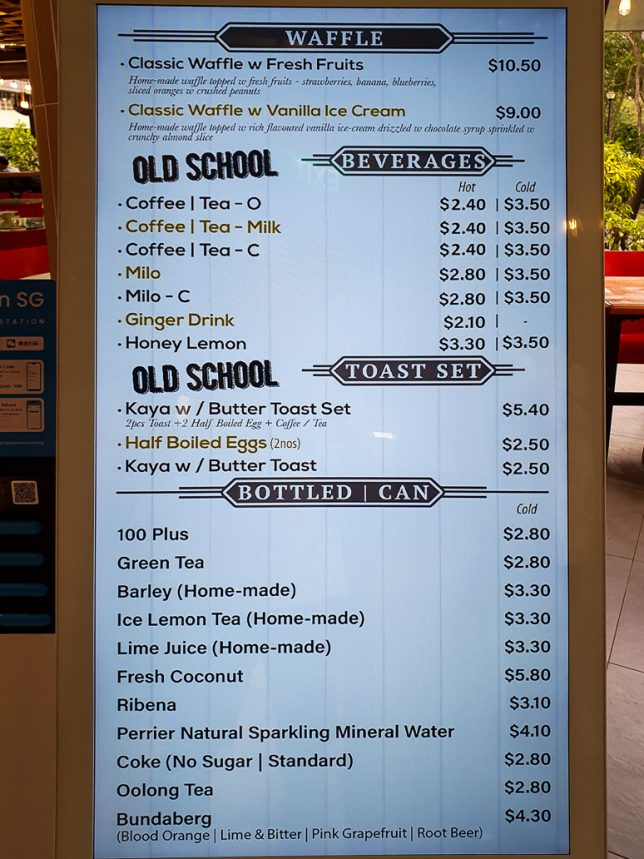 WAFFLE
· Classic Waffle w Fresh Fruits $10.50
Home-made waffle topped w fresh fruits - strawberries, banana, blueberries,
sliced oranges w crushed peanuts
· Classic Waffle w Vanilla Ice Cream $9.00
Home-made waffle topped w rich flavoured vanilla ice-cream drizzled w chocolate syrup sprinkled w
crunchy almond slice
OLD SCHOOL BEVERAGES
Hot Cold
· Coffee | Tea - O $2.40 | $3.50
· Coffee | Tea - Milk $2.40 | $3.50
· Coffee | Tea - C $2.40 | $3.50
· Milo $2.80 | $3.50
· Milo - C $2.80 | $3.50
· Ginger Drink $2.10 | -
· Honey Lemon $3.30 | $3.50
OLD SCHOOL TOAST SET
· Kaya w / Butter Toast Set $5.40
2pcs Toast +2 Half Boiled Egg + Coffee / Tea
· Half Boiled Eggs (2nos) $2.50
· Kaya w / Butter Toast $2.50
BOTTLED | CAN
Cold
100 Plus $2.80
Green Tea $2.80
Barley (Home-made) $3.30
Ice Lemon Tea (Home-made) $3.30
Lime Juice (Home-made) $3.30
Fresh Coconut $5.80
Ribena $3.10
Perrier Natural Sparkling Mineral Water $4.10
Coke (No Sugar | Standard) $2.80
Oolong Tea $2.80
Bundaberg $4.30
(Blood Orange | Lime & Bitter | Pink Grapefruit | Root Beer)
n SG
STATION